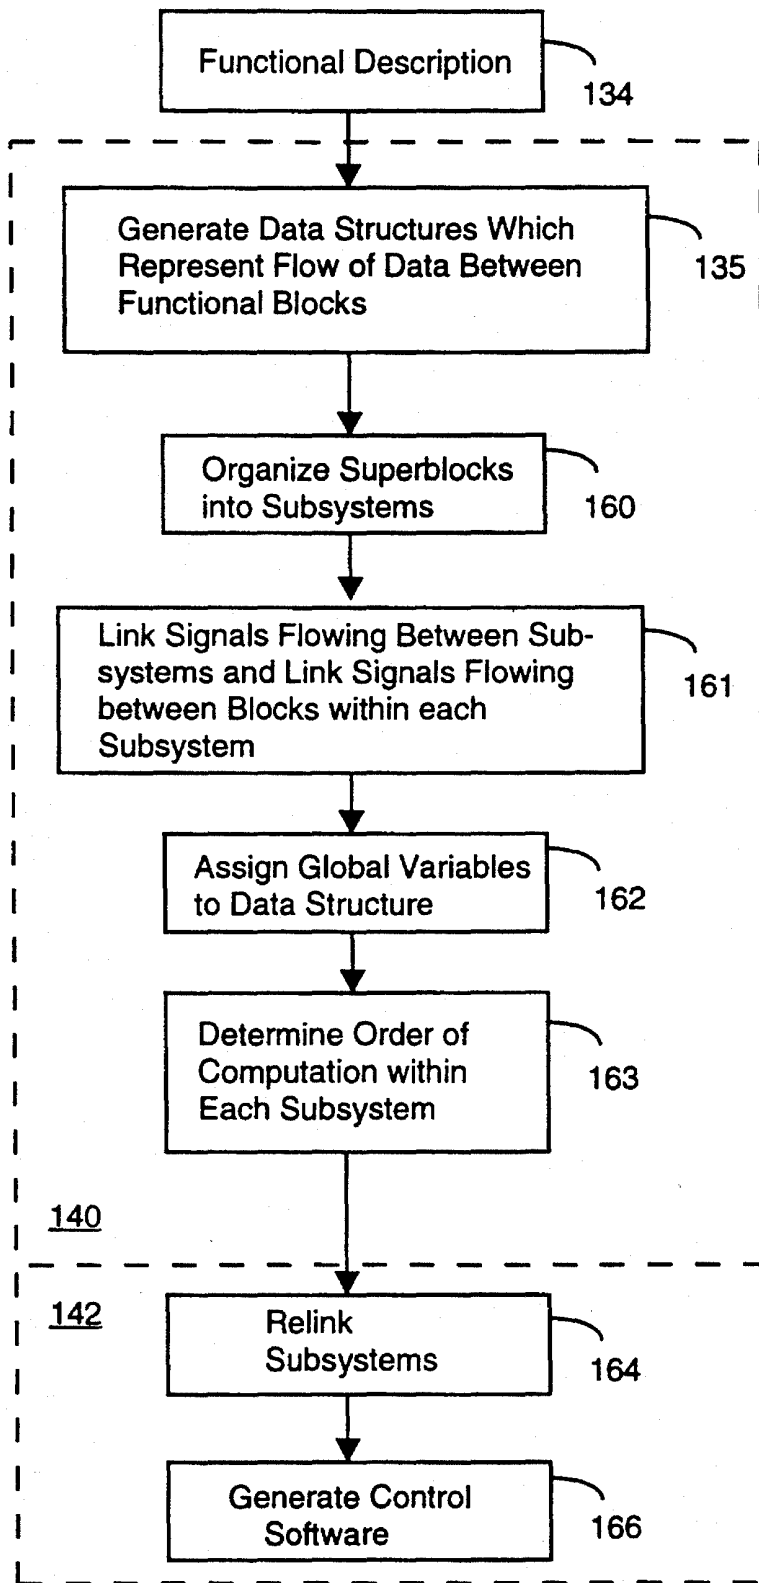 Functional Description
134
Generate Data Structures Which
Represent Flow of Data Between
Functional Blocks
135
Organize Superblocks
into Subsystems
160
Link Signals Flowing Between Sub-
systems and Link Signals Flowing
between Blocks within each
Subsystem
161
Assign Global Variables
to Data Structure
162
Determine Order of
Computation within
Each Subsystem
163
140
142
Relink
Subsystems
164
Generate Control
Software
166